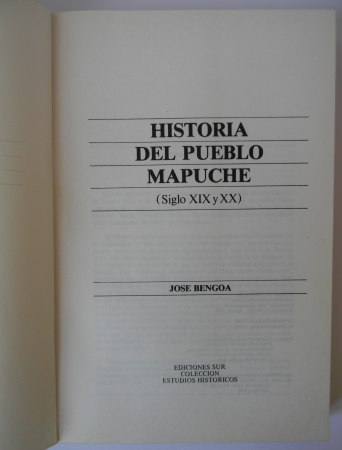 HISTORIA
DEL PUEBLO
MAPUCHE
(Siglo XIX y XX)
JOSE BENGOA
EDICIONES SUR
COLECCION
ESTUDIOS HISTORICOS